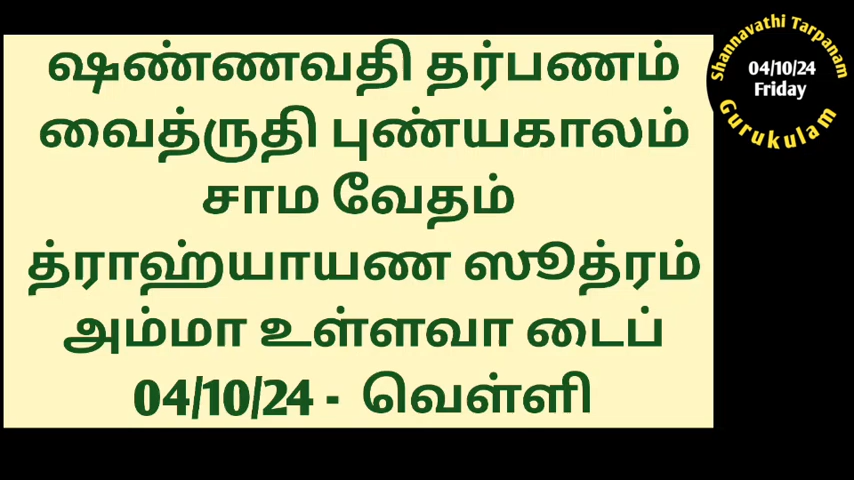 ஷண்ணவதி தர்பணம்
வைத்ருதி புண்யகாலம்
சாம வேதம்
த்ராஹ்யாயண ஸூத்ரம்
அம்மா உள்ளவா டைப்
04/10/24 - வெள்ளி
Shannavathi Tarpanam
04/10/24
Friday
Gurukulam